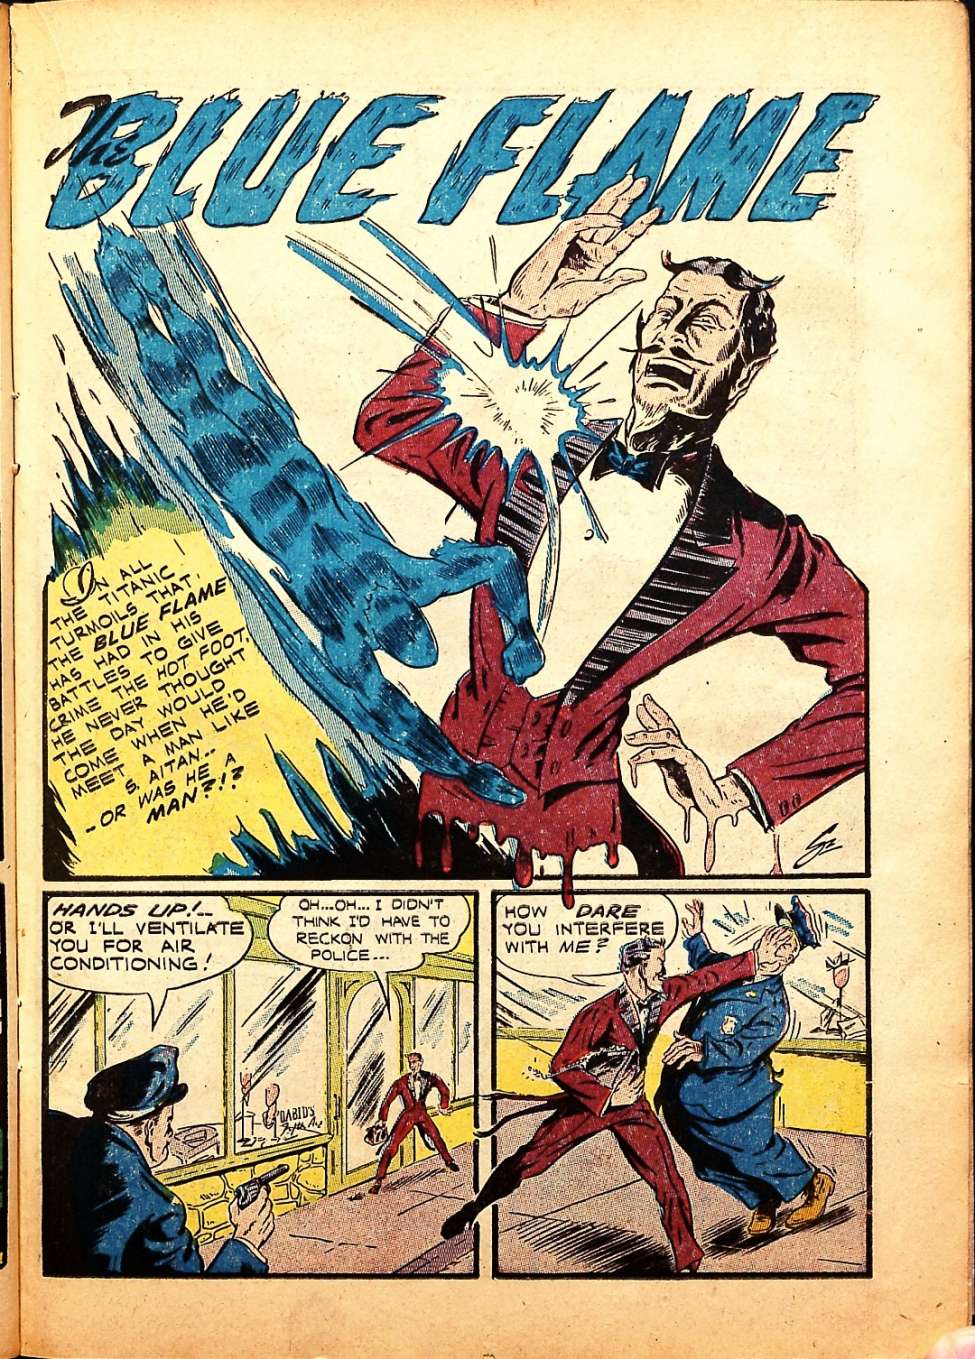 The
BLUE FLAME
IN ALL
THE TITANIC
TURMOILS THAT,
THE BLUE FLAME
HAS HAD IN HIS
BATTLES TO GIVE
CRIME THE HOT FOOT,
HE NEVER THOUGHT
THE DAY WOULD
COME WHEN HE'D
MEET A MAN LIKE
S. AITAN...
...OR WAS HE A
MAN?!?
HANDS UP!...
OR I'LL VENTILATE
YOU FOR AIR
CONDITIONING!
OH...OH... I DIDN'T
THINK I'D HAVE TO
RECKON WITH THE
POLICE...
DABID'S
HOW DARE
YOU INTERFERE
WITH ME?